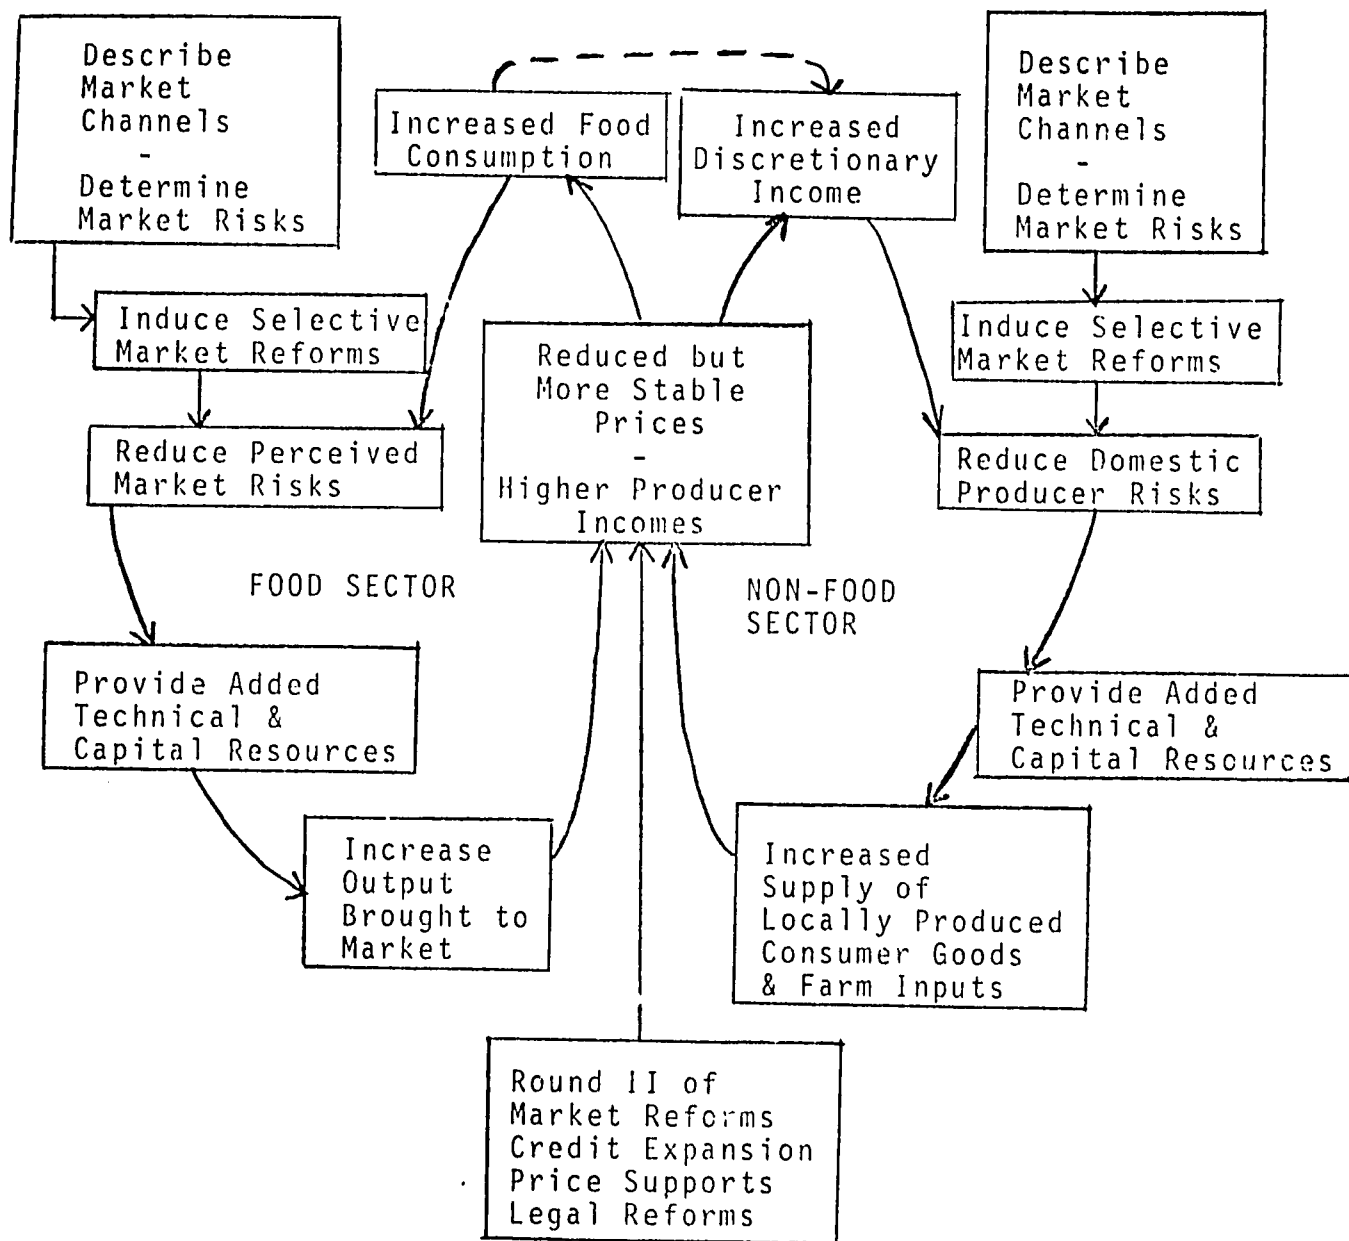 Describe
Market
Channels
-
Determine
Market Risks
Increased Food
Consumption
Increased
Discretionary
Income
Describe
Market
Channels
-
Determine
Market Risks
Induce Selective
Market Reforms
Reduced but
More Stable
Prices
-
Higher Producer
Incomes
Induce Selective
Market Reforms
Reduce Perceived
Market Risks
Reduce Domestic
Producer Risks
FOOD SECTOR
NON-FOOD
SECTOR
Provide Added
Technical &
Capital Resources
Provide Added
Technical &
Capital Resources
Increase
Output
Brought to
Market
Increased
Supply of
Locally Produced
Consumer Goods
& Farm Inputs
Round II of
Market Reforms
Credit Expansion
Price Supports
Legal Reforms